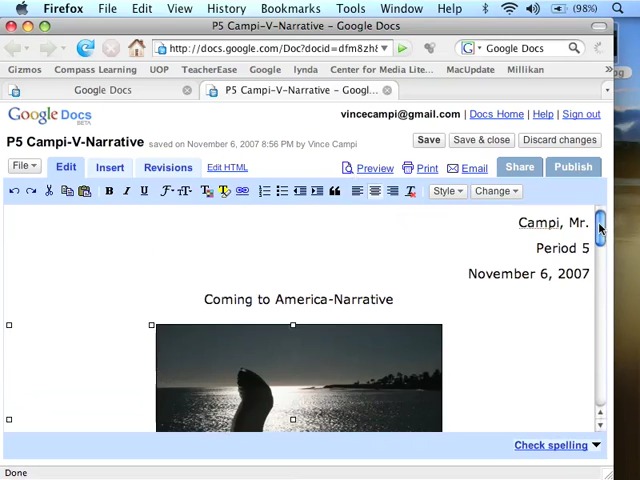 Firefox File Edit View History Bookmarks Tools Window Help (98%)
P5 Campi-V-Narrative - Google Docs
http://docs.google.com/Doc?docid=dfm8zh8 Google Docs
Gizmos Compass Learning UOP TeacherEase Google lynda Center for Media Lite... MacUpdate Millikan
Google Docs P5 Campi-V-Narrative – Googl...
Google Docs BETA vincecampi@gmail.com | Docs Home | Help | Sign out
P5 Campi-V-Narrative saved on November 6, 2007 8:56 PM by Vince Campi Save Save & close Discard changes
File Edit Insert Revisions Edit HTML Preview Print Email Share Publish
B I U Style Change
Campi, Mr.
Period 5
November 6, 2007
Coming to America-Narrative
Check spelling
Done